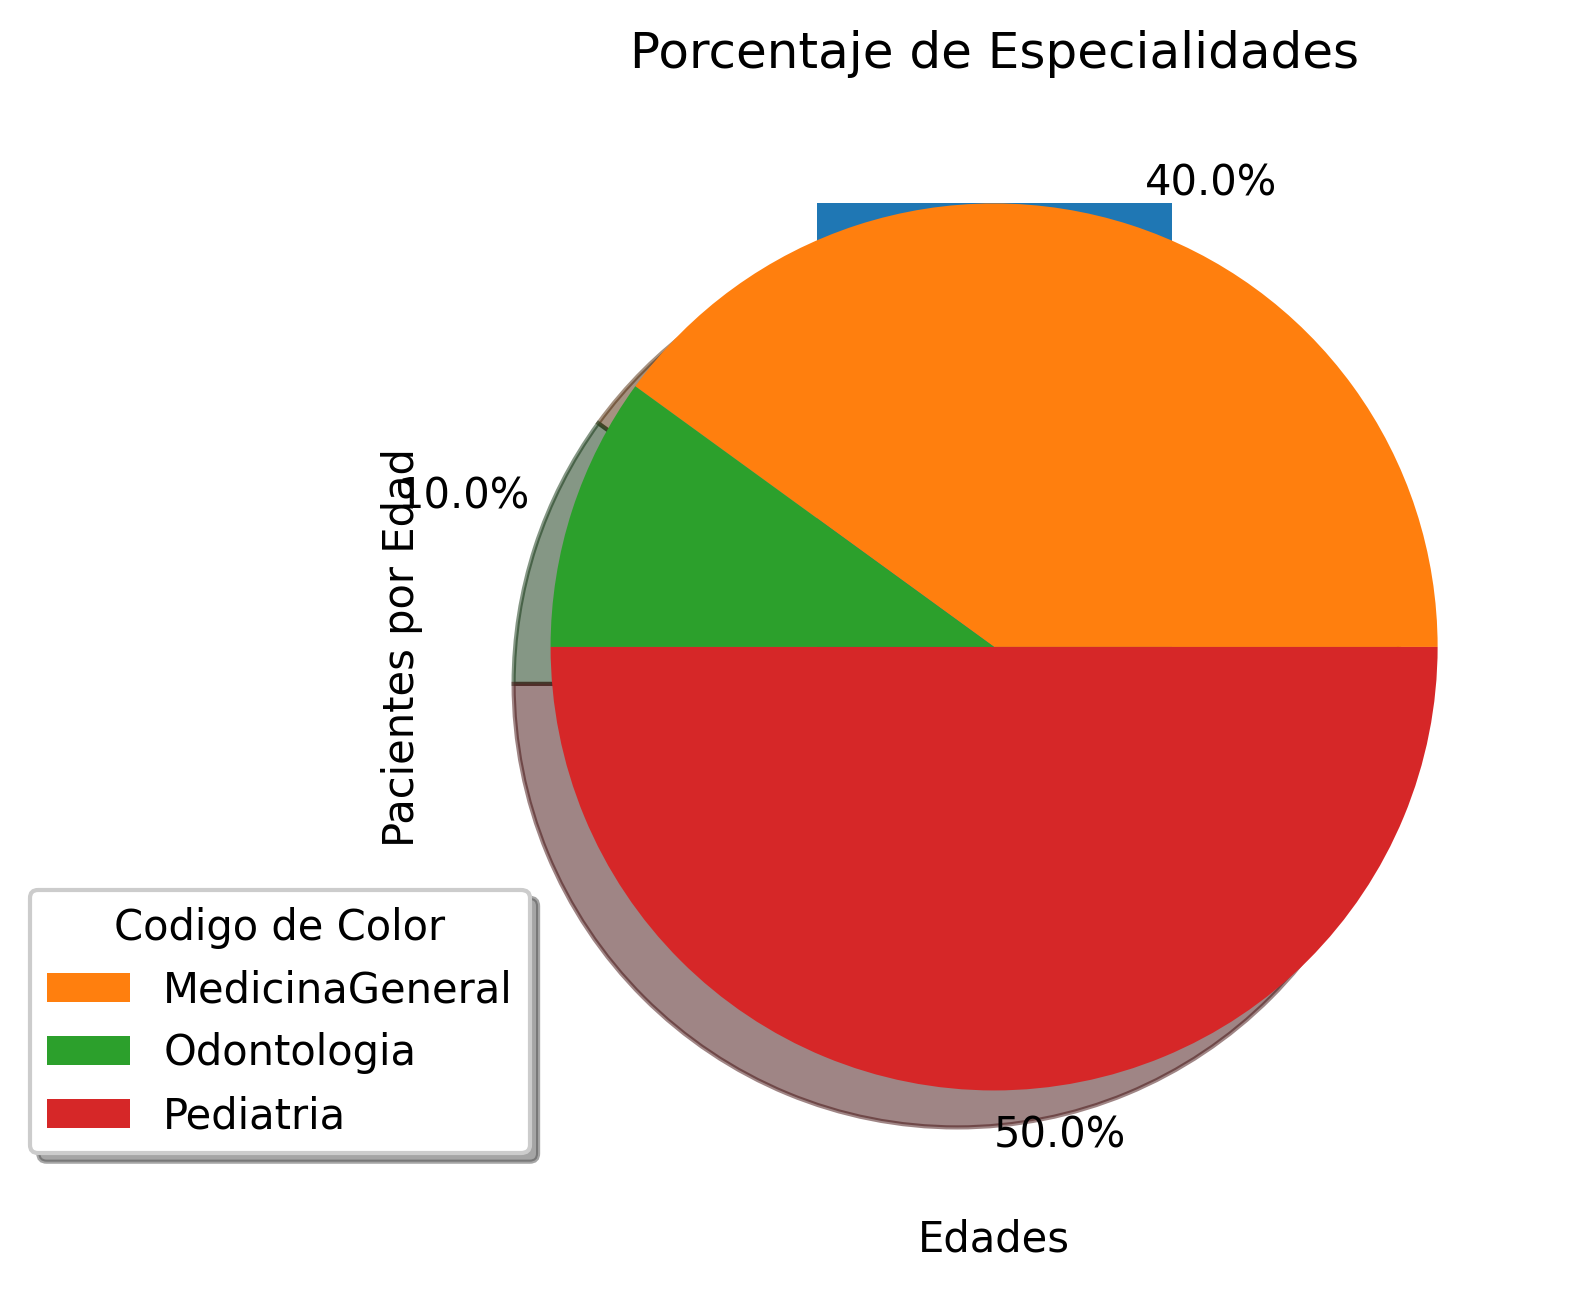 Porcentaje de Especialidades
40.0%
10.0%
Pacientes por Edad
Codigo de Color
MedicinaGeneral
Odontologia
Pediatria
50.0%
Edades